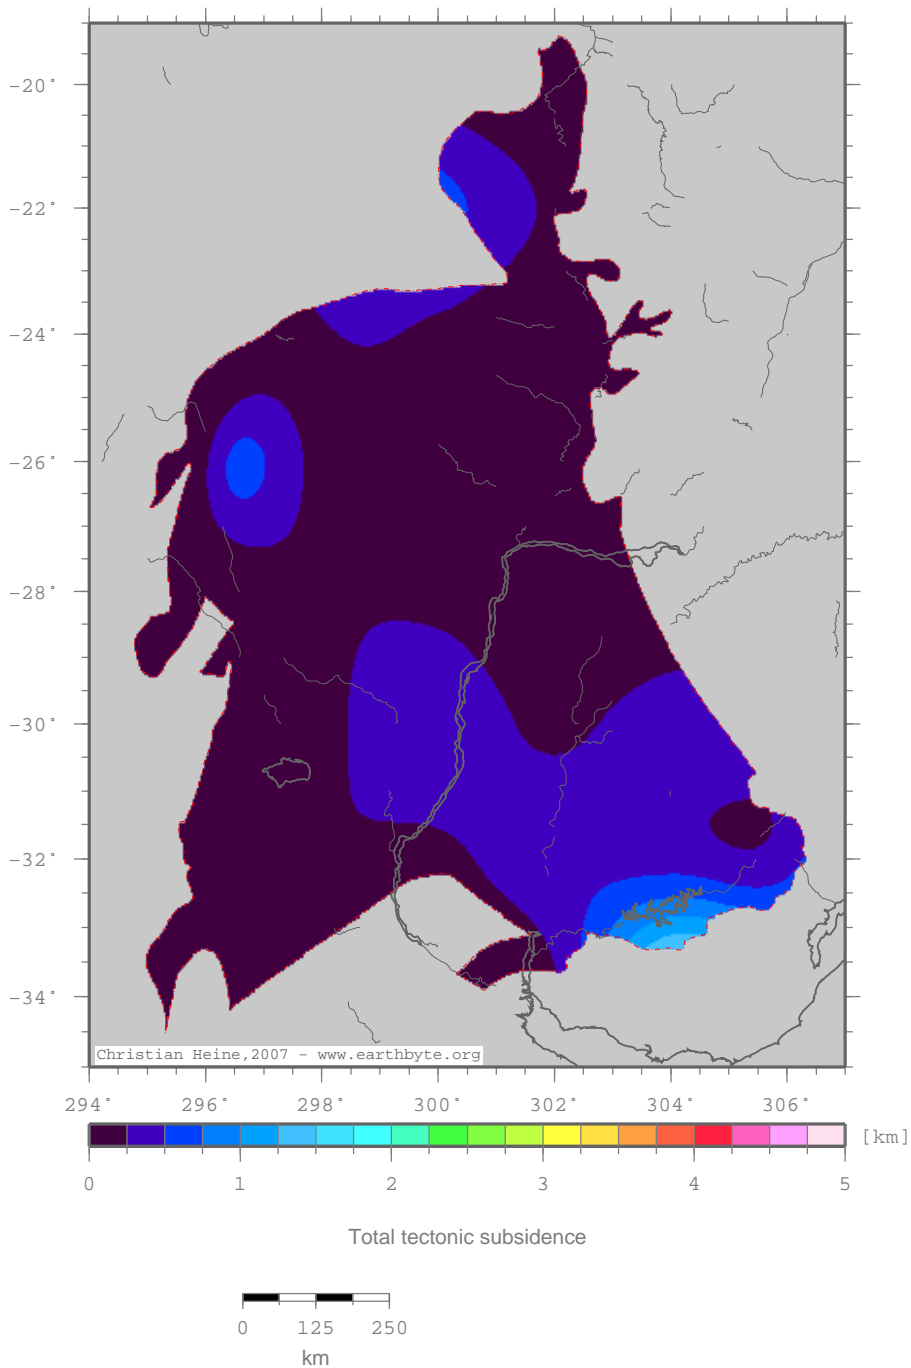 −20°
−22°
−24°
−26°
−28°
−30°
−32°
−34°
Christian Heine,2007 − www.earthbyte.org
294° 296° 298° 300° 302° 304° 306°
[km]
0 1 2 3 4 5
Total tectonic subsidence
0 125 250
km